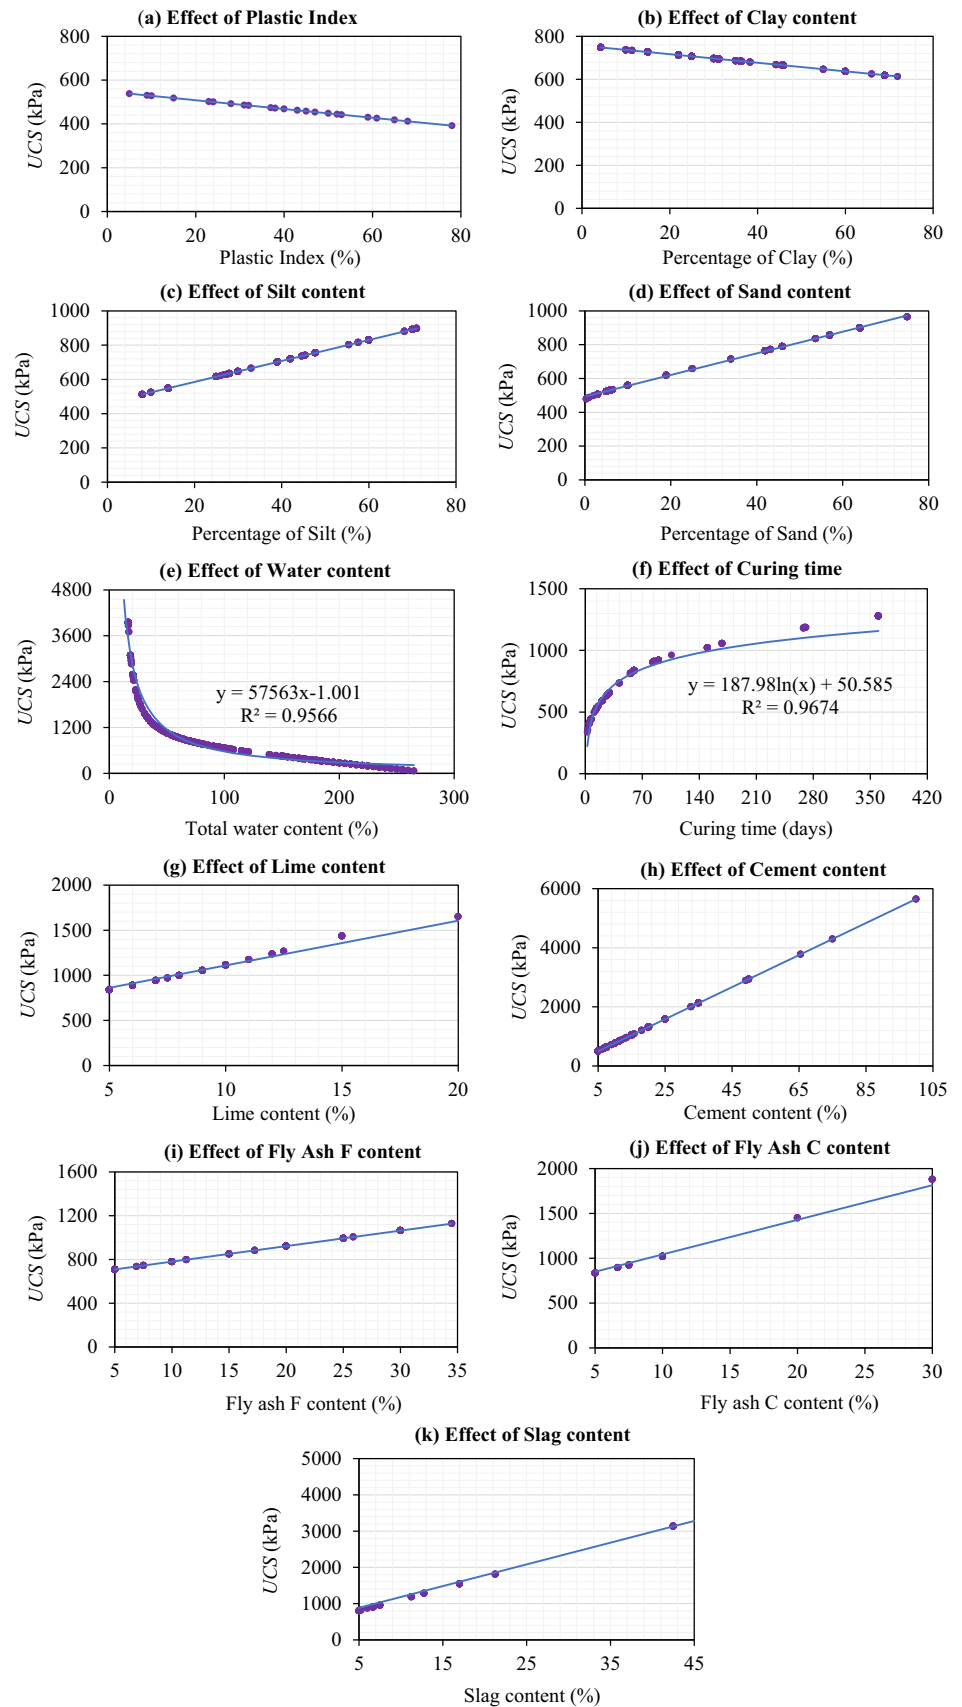 (a) Effect of Plastic Index
800
600
400
200
0
UCS (kPa)
0 20 40 60 80
Plastic Index (%)
(b) Effect of Clay content
800
600
400
200
0
UCS (kPa)
0 20 40 60 80
Percentage of Clay (%)
(c) Effect of Silt content
1000
800
600
400
200
0
UCS (kPa)
0 20 40 60 80
Percentage of Silt (%)
(d) Effect of Sand content
1000
800
600
400
200
0
UCS (kPa)
0 20 40 60 80
Percentage of Sand (%)
(e) Effect of Water content
4800
3600
2400
1200
0
UCS (kPa)
y = 57563x-1.001
R² = 0.9566
0 100 200 300
Total water content (%)
(f) Effect of Curing time
1500
1000
500
0
UCS (kPa)
y = 187.98ln(x) + 50.585
R² = 0.9674
0 70 140 210 280 350 420
Curing time (days)
(g) Effect of Lime content
2000
1500
1000
500
0
UCS (kPa)
5 10 15 20
Lime content (%)
(h) Effect of Cement content
6000
4000
2000
0
UCS (kPa)
5 25 45 65 85 105
Cement content (%)
(i) Effect of Fly Ash F content
1600
1200
800
400
0
UCS (kPa)
5 10 15 20 25 30 35
Fly ash F content (%)
(j) Effect of Fly Ash C content
2000
1500
1000
500
0
UCS (kPa)
5 10 15 20 30
Fly ash C content (%)
(k) Effect of Slag content
5000
4000
3000
2000
1000
0
UCS (kPa)
5 15 25 35 45
Slag content (%)